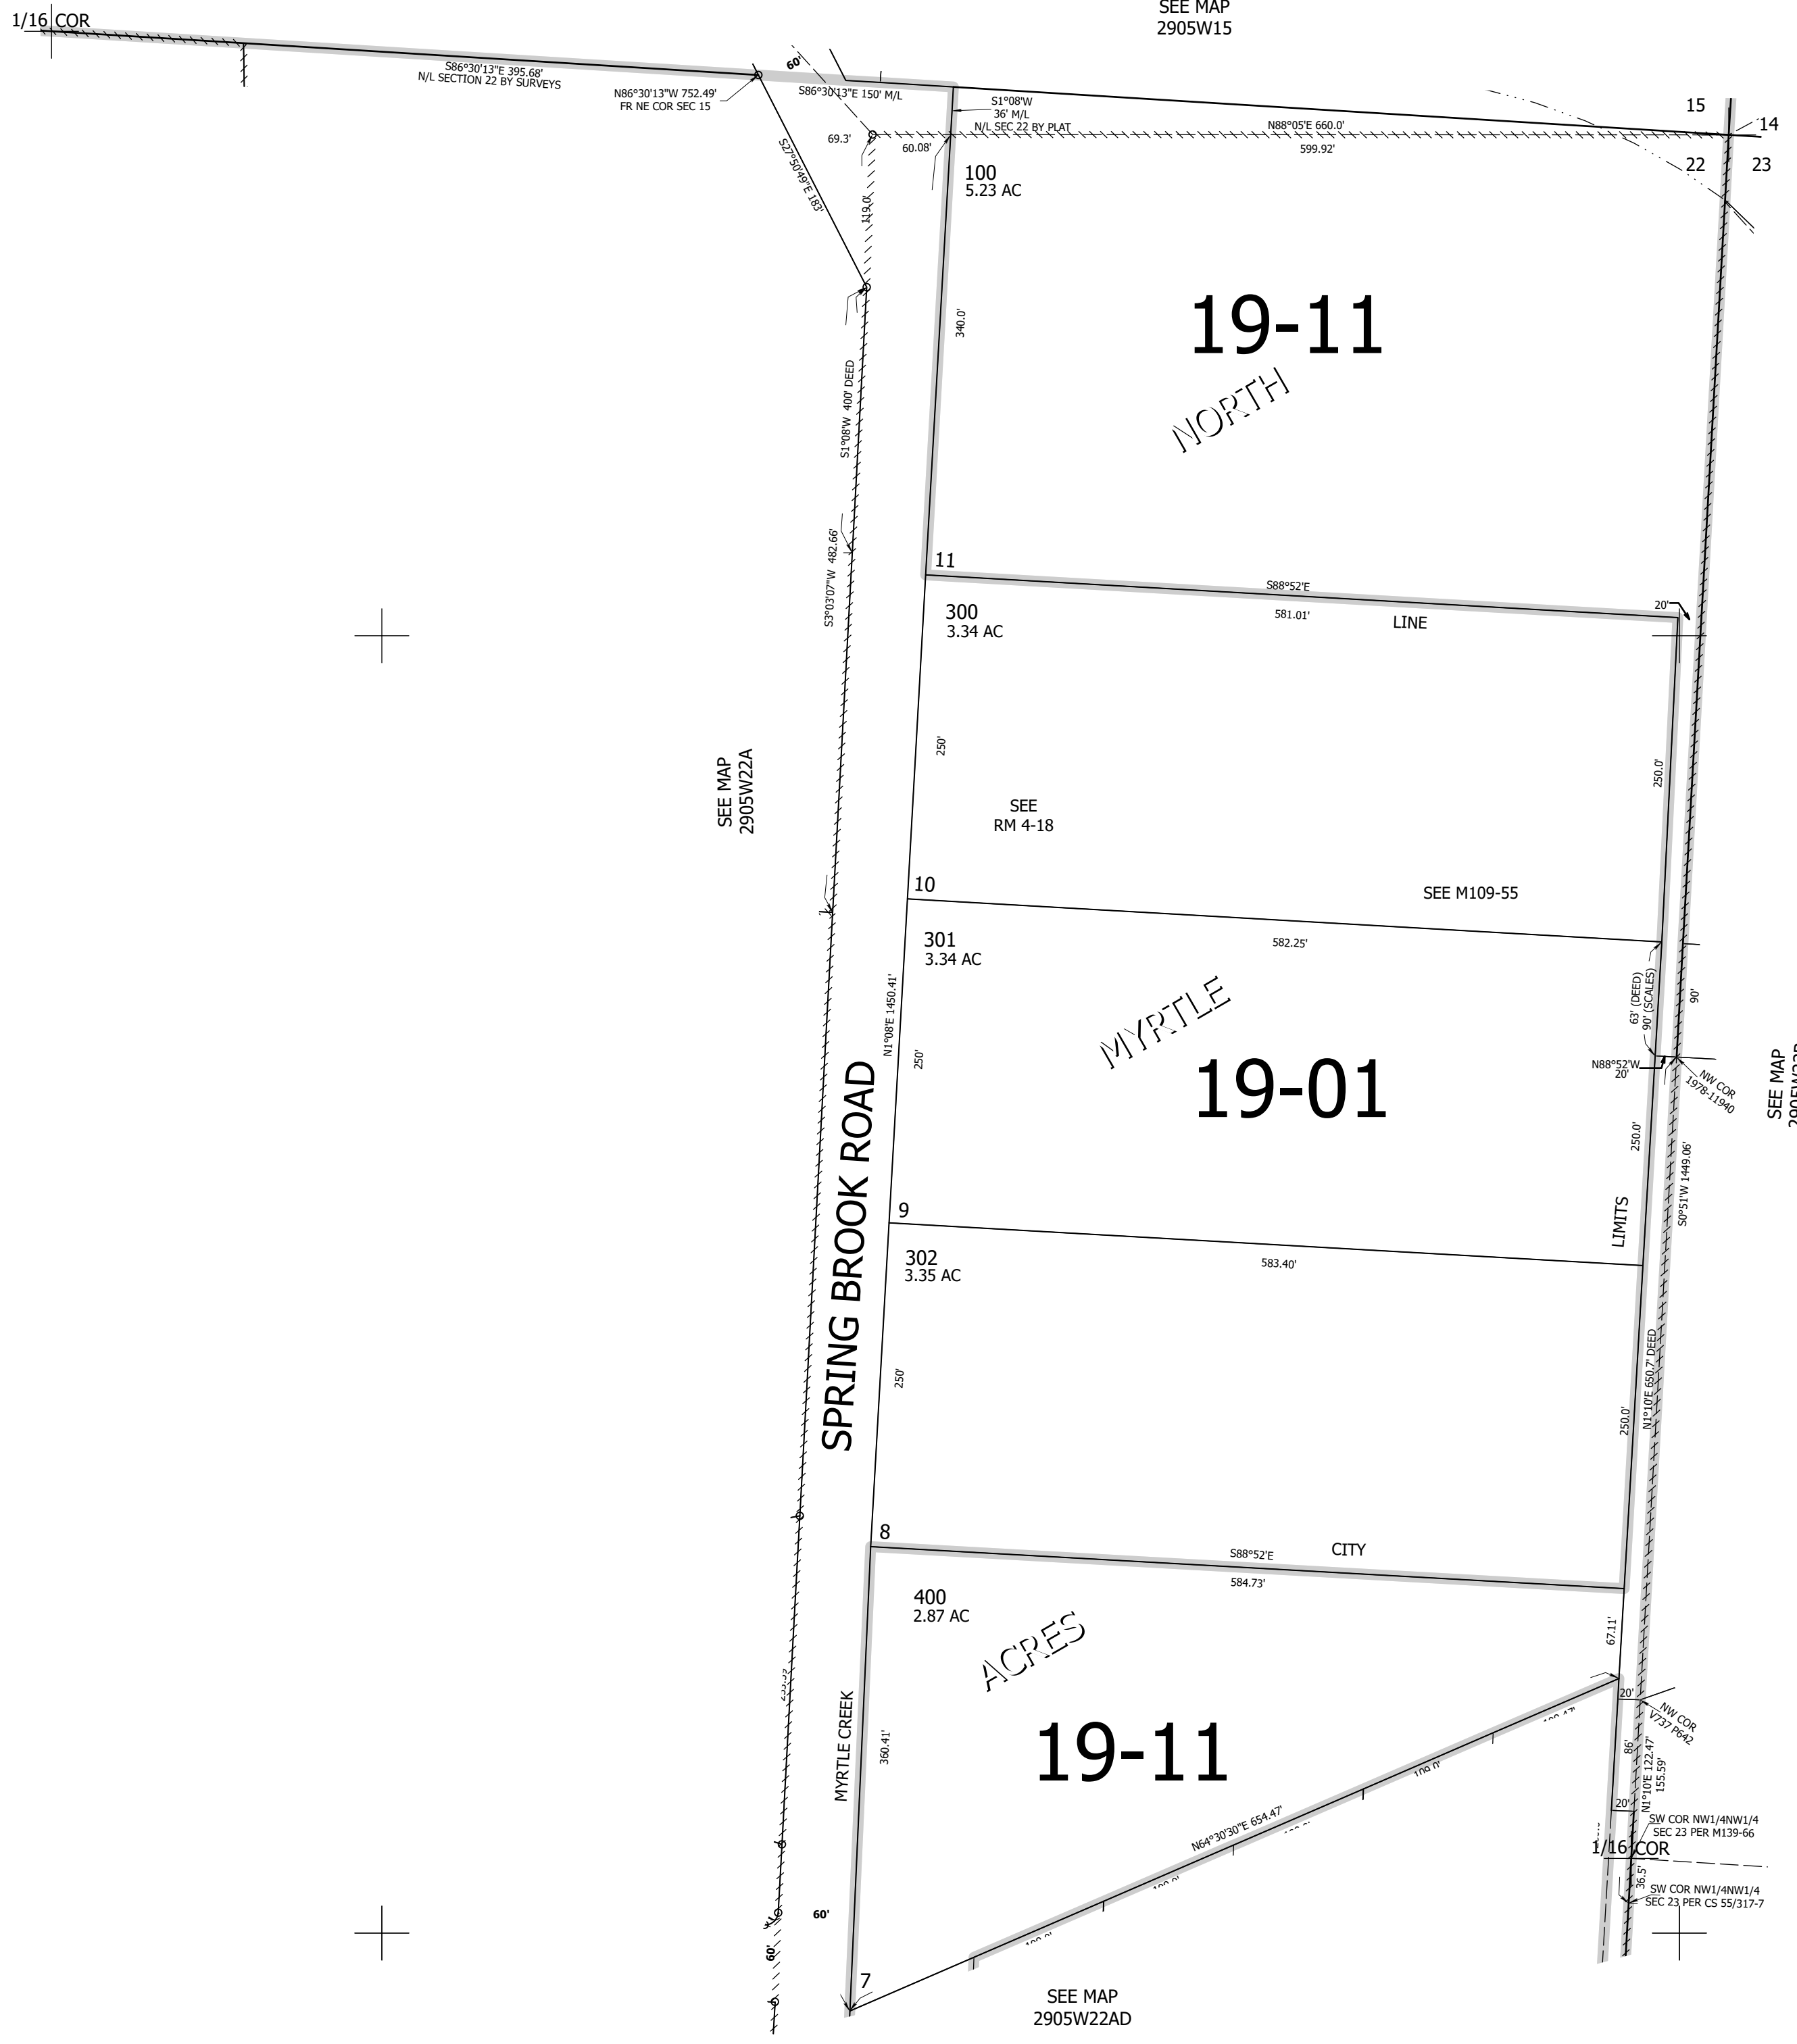 SEE MAP
2905W15
1/16 COR
S86°30'13"E 395.68'
N/L SECTION 22 BY SURVEYS
N86°30'13"W 752.49'
FR NE COR SEC 15
60'
S86°30'13"E 150' M/L
S1°08'W
36' M/L
N/L SEC 22 BY PLAT
N88°05'E 660.0'
599.92'
15
14
22
23
69.3'
60.08'
S27°50'49"E 183'
119.0'
100
5.23 AC
340.0'
19-11
NORTH
S1°08'W 400' DEED
S3°03'07"W 482.66'
11
S88°52'E
581.01'
LINE
20'
300
3.34 AC
250'
250.0'
SEE MAP
2905W22A
SEE
RM 4-18
SEE M109-55
10
582.25'
301
3.34 AC
N1°08'E 1450.41'
250'
MYRTLE
19-01
63' (DEED)
90' (SCALES)
90'
N88°52'W
20'
NW COR
1978-11940
SEE MAP
250.0'
S0°51'W 1449.06'
LIMITS
SPRING BROOK ROAD
9
583.40'
302
3.35 AC
250'
250.0'
N1°10'E 650.7' DEED
8
S88°52'E
584.73'
CITY
400
2.87 AC
ACRES
67.11'
19-11
MYRTLE CREEK
360.41'
20'
NW COR
V737 P642
86'
N1°10'E 122.47'
155.59'
109.0'
N64°30'30"E 654.47'
20'
SW COR NW1/4NW1/4
SEC 23 PER M139-66
1/16 COR
36.5'
SW COR NW1/4NW1/4
SEC 23 PER CS 55/317-7
60'
60'
7
SEE MAP
2905W22AD